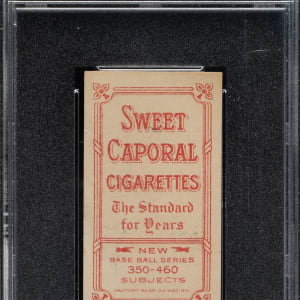 SWEET
CAPORAL
CIGARETTES
The Standard
for Years
NEW
BASE BALL SERIES
350-460
SUBJECTS